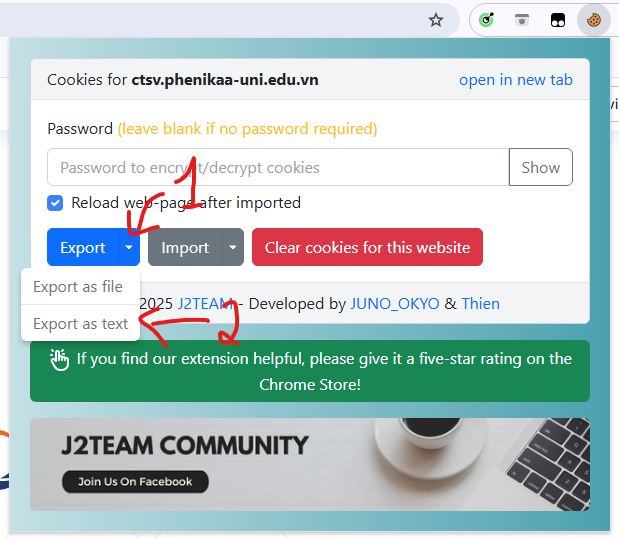 Cookies for ctsv.phenikaa-uni.edu.vn open in new tab
Password (leave blank if no password required)
Password to encrypt/decrypt cookies Show
Reload web-page after imported
1
Export Import Clear cookies for this website
Export as file
2025 J2TEAM - Developed by JUNO_OKYO & Thien
Export as text
2
If you find our extension helpful, please give it a five-star rating on the
Chrome Store!
J2TEAM COMMUNITY
Join Us On Facebook